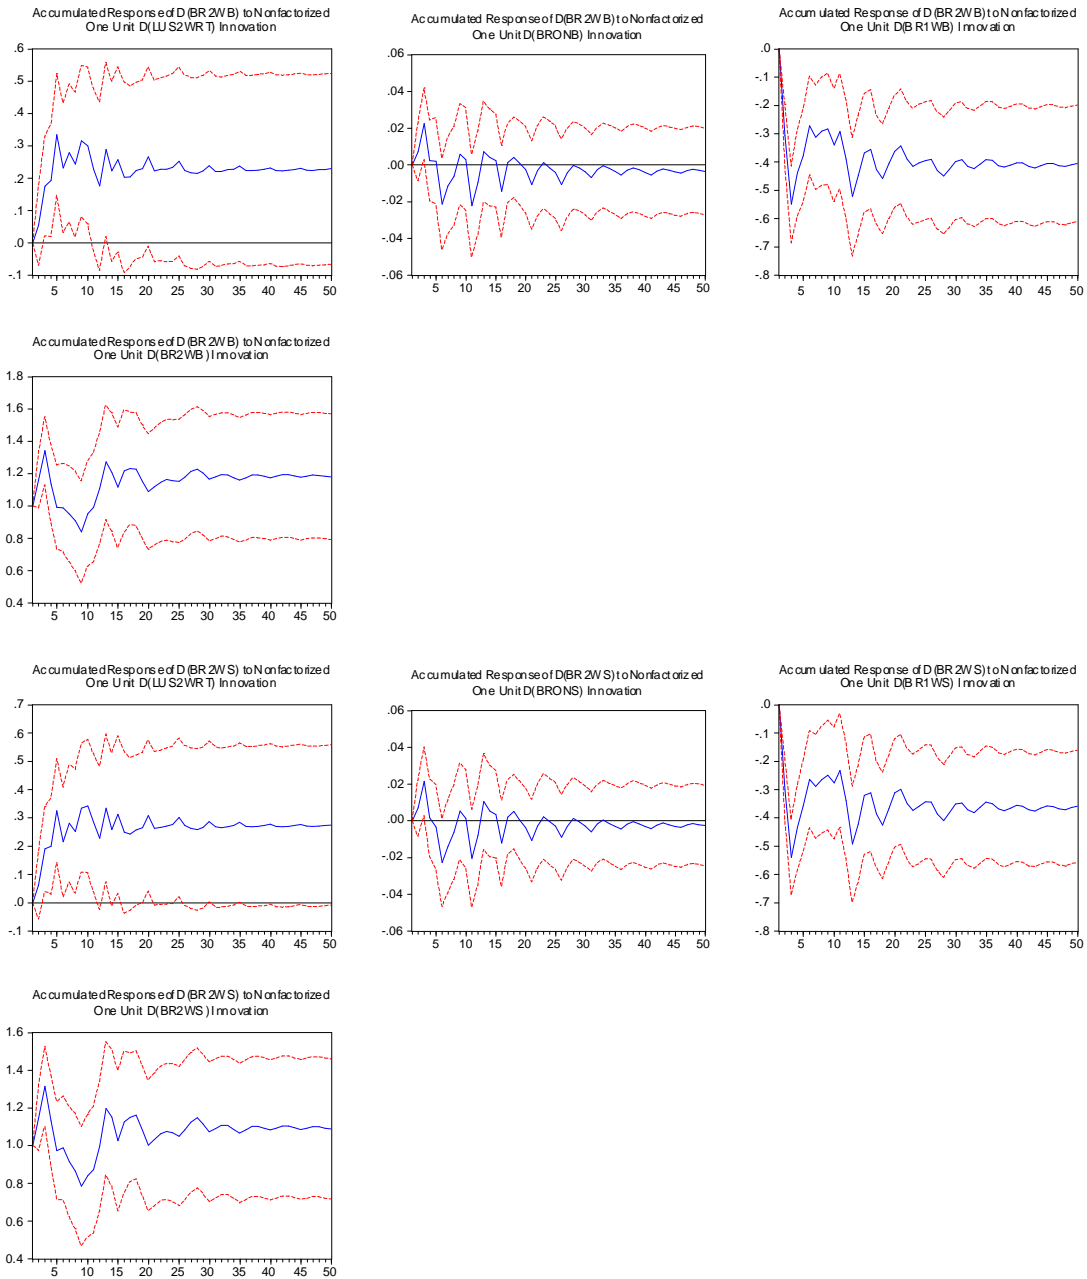 Accumulated Response of D(BR2WB) to Nonfactorized
One Unit D(LUS2WRT) Innovation
.6
.5
.4
.3
.2
.1
.0
-.1
5 10 15 20 25 30 35 40 45 50
Accumulated Response of D(BR2WB) to Nonfactorized
One Unit D(BRONB) Innovation
.06
.04
.02
.00
-.02
-.04
-.06
5 10 15 20 25 30 35 40 45 50
Accumulated Response of D(BR2WB) to Nonfactorized
One Unit D(BR1WB) Innovation
.0
-.1
-.2
-.3
-.4
-.5
-.6
-.7
-.8
5 10 15 20 25 30 35 40 45 50
Accumulated Response of D(BR2WB) to Nonfactorized
One Unit D(BR2WB) Innovation
1.8
1.6
1.4
1.2
1.0
0.8
0.6
0.4
5 10 15 20 25 30 35 40 45 50
Accumulated Response of D(BR2WS) to Nonfactorized
One Unit D(LUS2WRT) Innovation
.7
.6
.5
.4
.3
.2
.1
.0
-.1
5 10 15 20 25 30 35 40 45 50
Accumulated Response of D(BR2WS) to Nonfactorized
One Unit D(BRONS) Innovation
.06
.04
.02
.00
-.02
-.04
-.06
5 10 15 20 25 30 35 40 45 50
Accumulated Response of D(BR2WS) to Nonfactorized
One Unit D(BR1WS) Innovation
.0
-.1
-.2
-.3
-.4
-.5
-.6
-.7
-.8
5 10 15 20 25 30 35 40 45 50
Accumulated Response of D(BR2WS) to Nonfactorized
One Unit D(BR2WS) Innovation
1.6
1.4
1.2
1.0
0.8
0.6
0.4
5 10 15 20 25 30 35 40 45 50